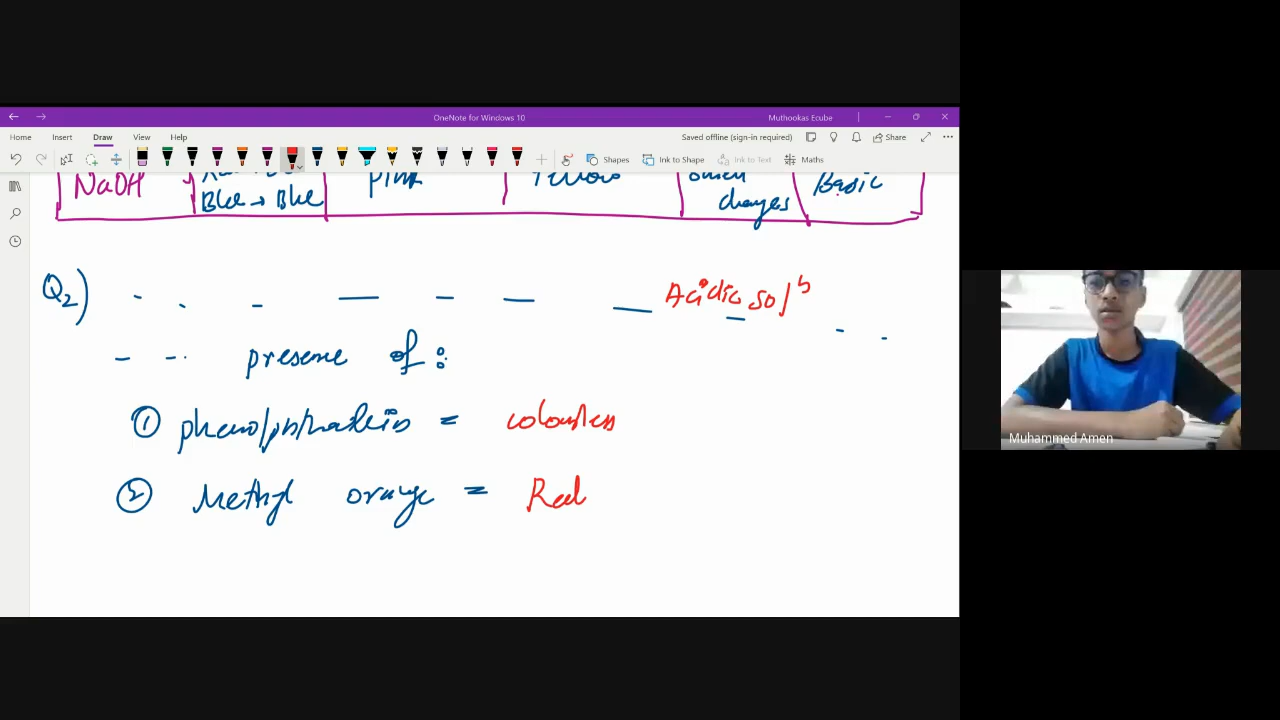 OneNote for Windows 10
Muthookas Ecube
Home Insert Draw View Help
Saved offline (sign-in required)
Share
Shapes
Ink to Shape
Ink to Text
Maths
NaOH
Blue → Blue
Pink
Yellow
changes
Basic
Q2)
Acidic
presence of :
① =
colourless
② Methyl orange = Red
Muhammed Amen